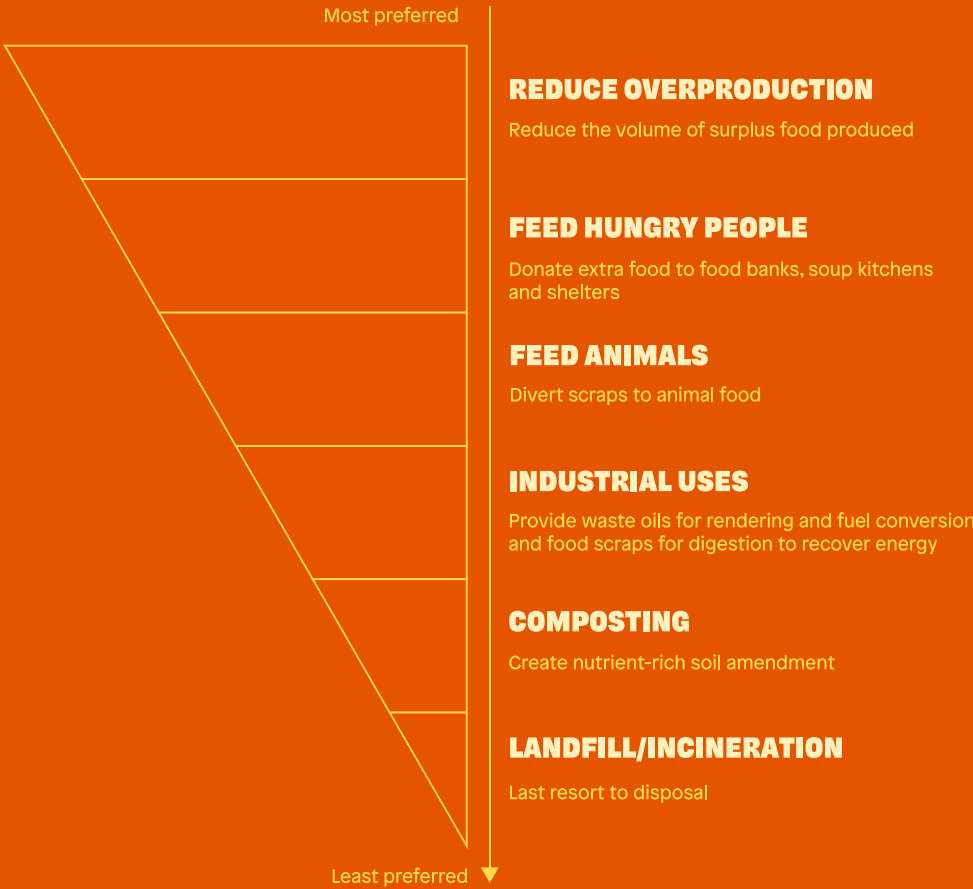 Most preferred
REDUCE OVERPRODUCTION
Reduce the volume of surplus food produced
FEED HUNGRY PEOPLE
Donate extra food to food banks, soup kitchens
and shelters
FEED ANIMALS
Divert scraps to animal food
INDUSTRIAL USES
Provide waste oils for rendering and fuel conversion
and food scraps for digestion to recover energy
COMPOSTING
Create nutrient-rich soil amendment
LANDFILL/INCINERATION
Last resort to disposal
Least preferred